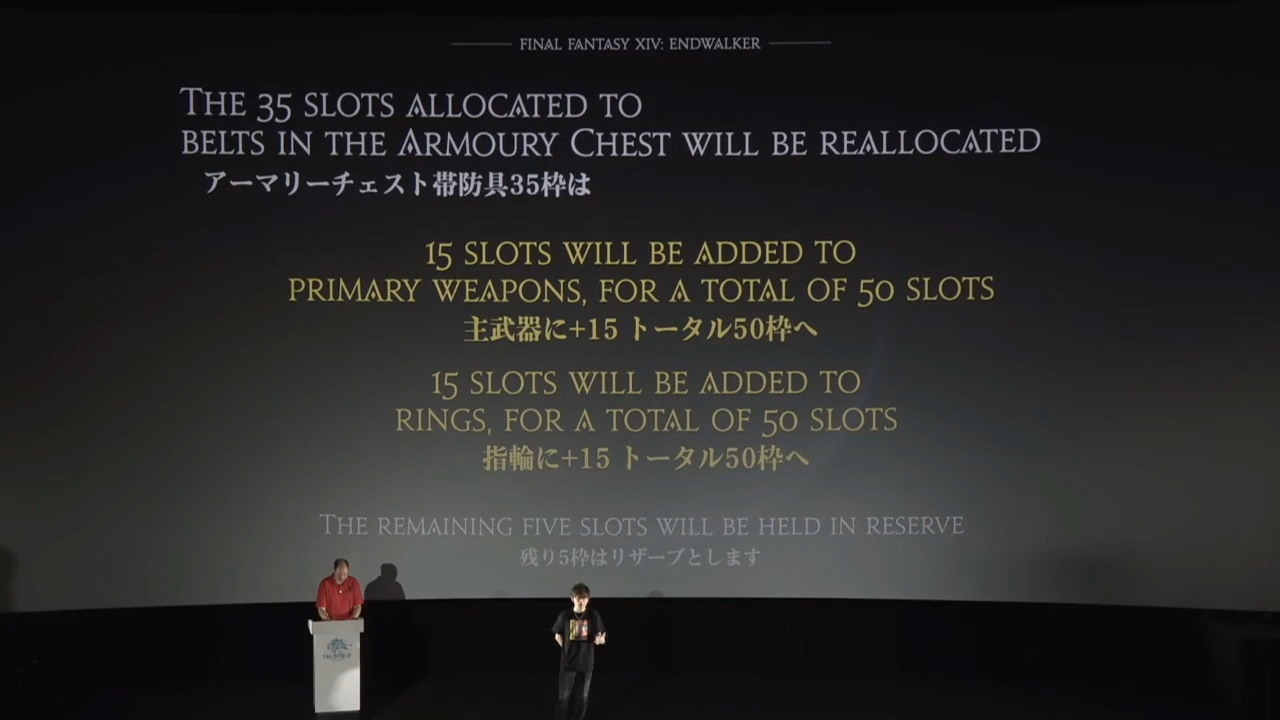 FINAL FANTASY XIV: ENDWALKER
THE 35 SLOTS ALLOCATED TO
BELTS IN THE ARMOURY CHEST WILL BE REALLOCATED
アーマリーチェスト帯防具35枠は
15 SLOTS WILL BE ADDED TO
PRIMARY WEAPONS, FOR A TOTAL OF 50 SLOTS
主武器に+15 トータル50枠へ
15 SLOTS WILL BE ADDED TO
RINGS, FOR A TOTAL OF 50 SLOTS
指輪に+15 トータル50枠へ
THE REMAINING FIVE SLOTS WILL BE HELD IN RESERVE
残り5枠はリザーブとします